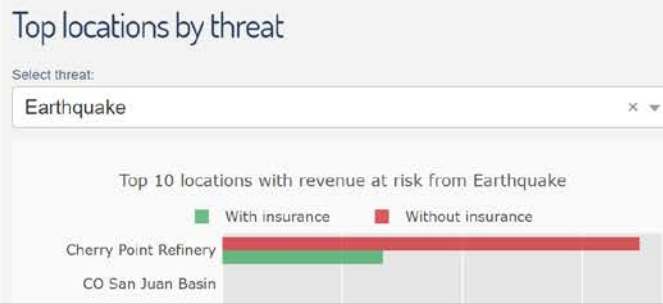 Top locations by threat
Select threat:
Earthquake
Top 10 locations with revenue at risk from Earthquake
With insurance Without insurance
Cherry Point Refinery
CO San Juan Basin